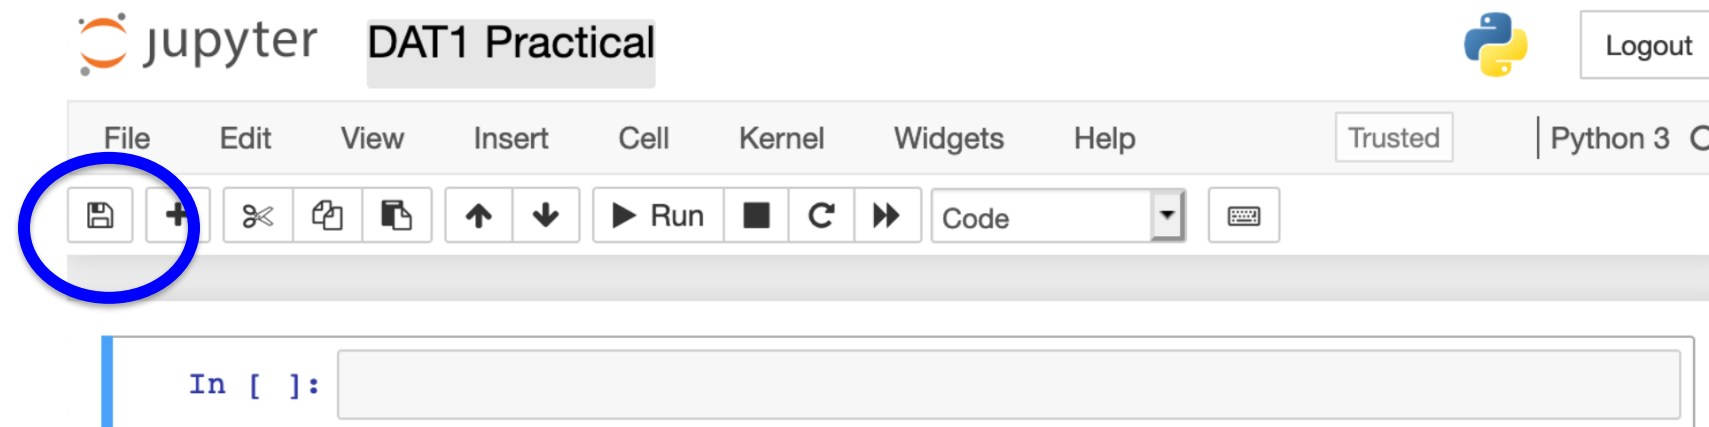 jupyter DAT1 Practical Logout
File Edit View Insert Cell Kernel Widgets Help Trusted Python 3
Run Code
In [ ]: